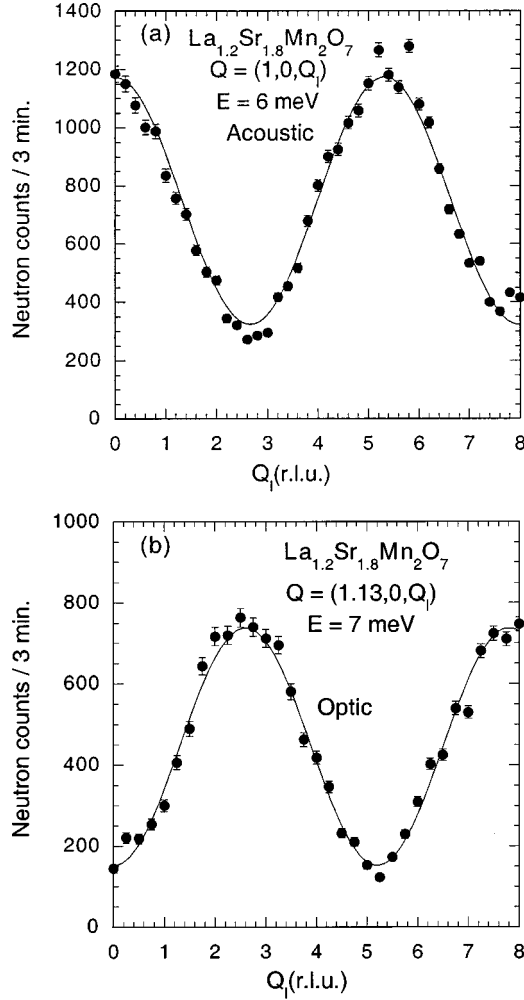 1400
(a)
La1.2Sr1.8Mn2O7
Q = (1,0,Ql)
E = 6 meV
Acoustic
1200
1000
800
600
400
200
0
Neutron counts / 3 min.
0 1 2 3 4 5 6 7 8
Ql(r.l.u.)
1000
(b)
La1.2Sr1.8Mn2O7
Q = (1.13,0,Ql)
E = 7 meV
Optic
800
600
400
200
0
Neutron counts / 3 min.
0 1 2 3 4 5 6 7 8
Ql(r.l.u.)